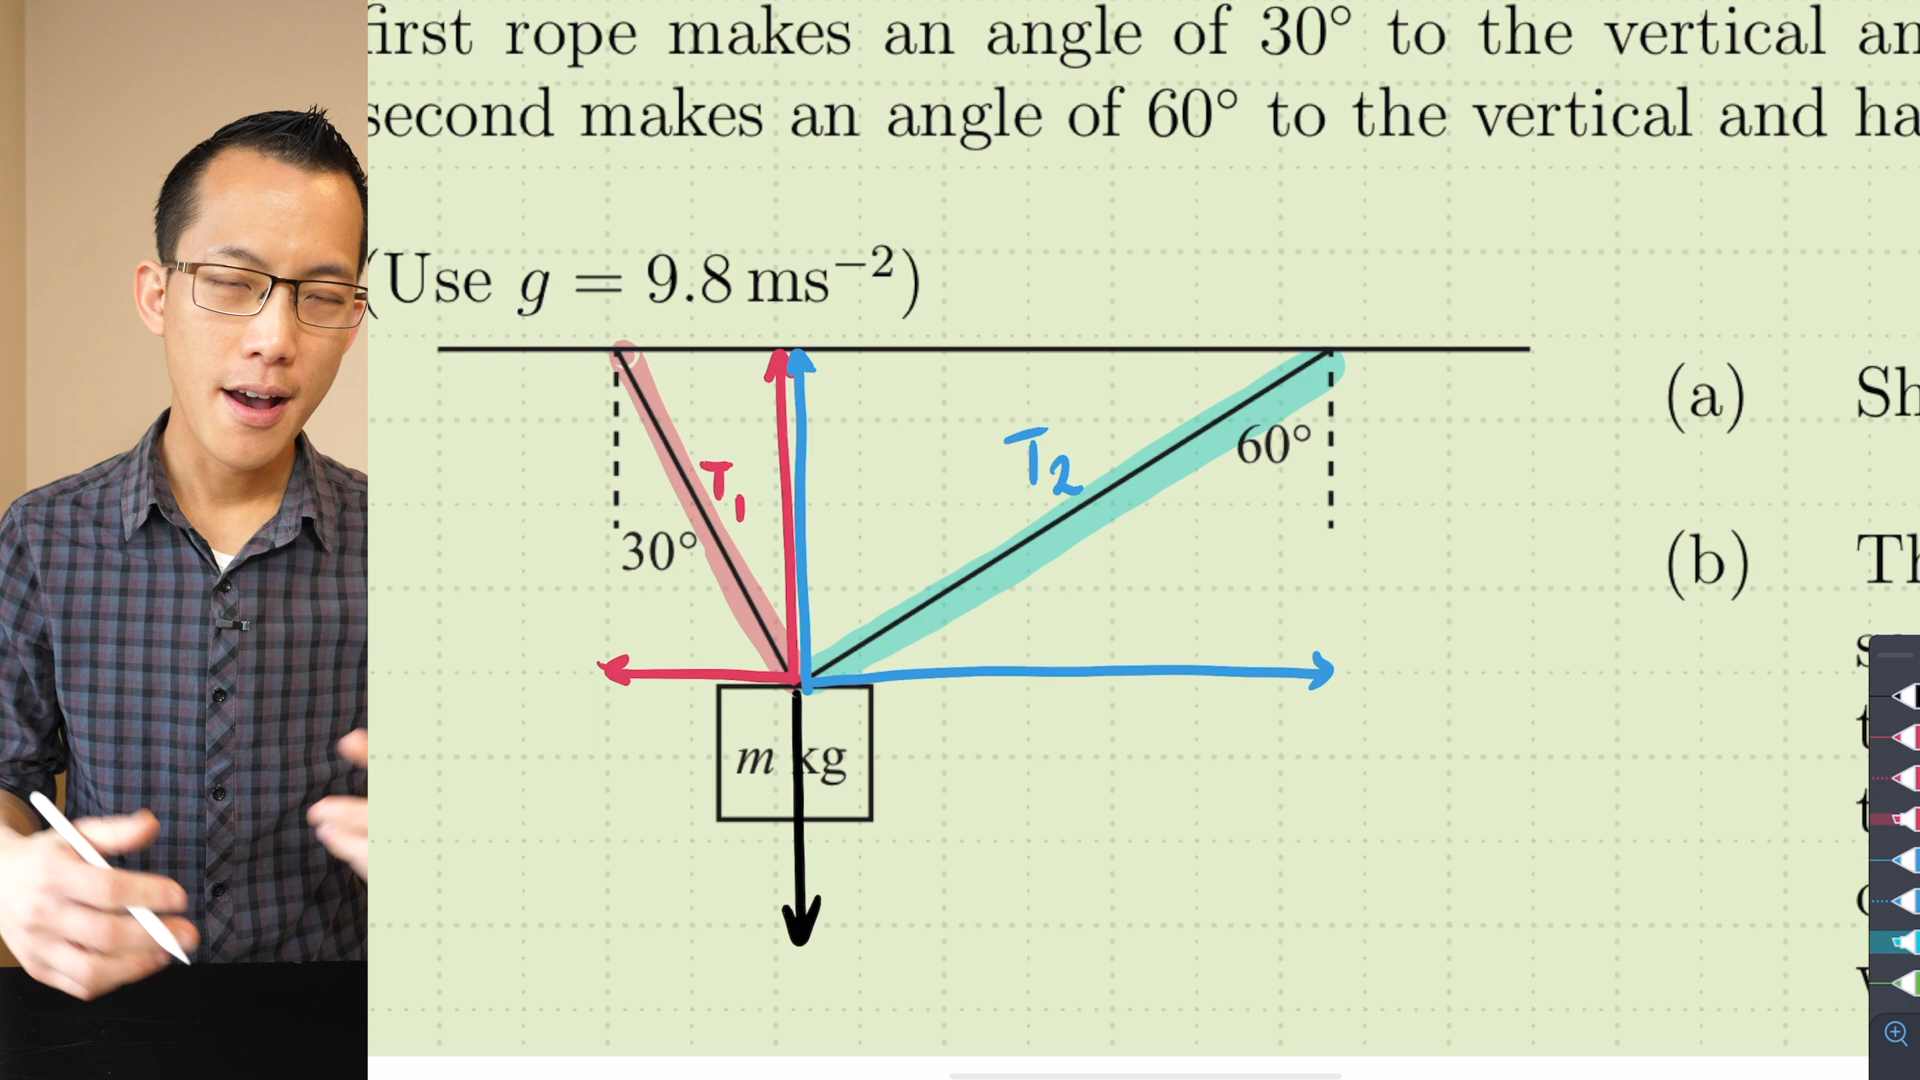 first rope makes an angle of 30° to the vertical an
second makes an angle of 60° to the vertical and ha
(Use g = 9.8 ms⁻²)
(a) Sh
T₁
T₂
60°
30°
(b) Th
m kg